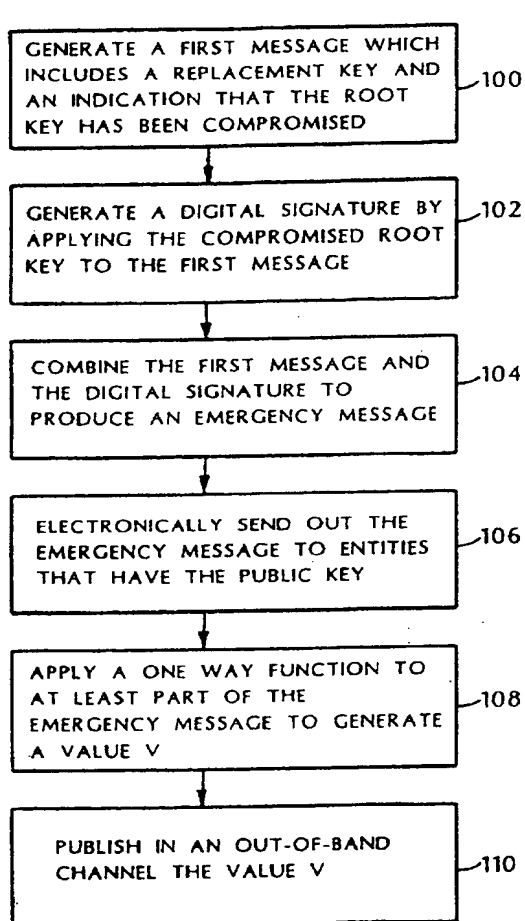 GENERATE A FIRST MESSAGE WHICH
INCLUDES A REPLACEMENT KEY AND
AN INDICATION THAT THE ROOT
KEY HAS BEEN COMPROMISED
100
GENERATE A DIGITAL SIGNATURE BY
APPLYING THE COMPROMISED ROOT
KEY TO THE FIRST MESSAGE
102
COMBINE THE FIRST MESSAGE AND
THE DIGITAL SIGNATURE TO
PRODUCE AN EMERGENCY MESSAGE
104
ELECTRONICALLY SEND OUT THE
EMERGENCY MESSAGE TO ENTITIES
THAT HAVE THE PUBLIC KEY
106
APPLY A ONE WAY FUNCTION TO
AT LEAST PART OF THE
EMERGENCY MESSAGE TO GENERATE
A VALUE V
108
PUBLISH IN AN OUT-OF-BAND
CHANNEL THE VALUE V
110